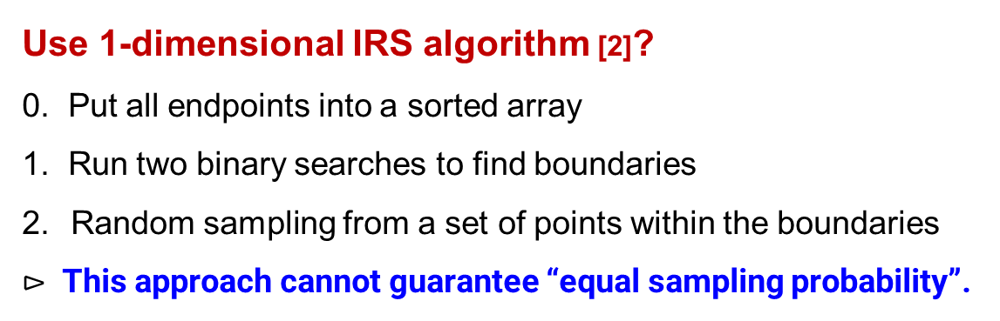 Use 1-dimensional IRS algorithm [2]?
0. Put all endpoints into a sorted array
1. Run two binary searches to find boundaries
2. Random sampling from a set of points within the boundaries
▻ This approach cannot guarantee “equal sampling probability”.